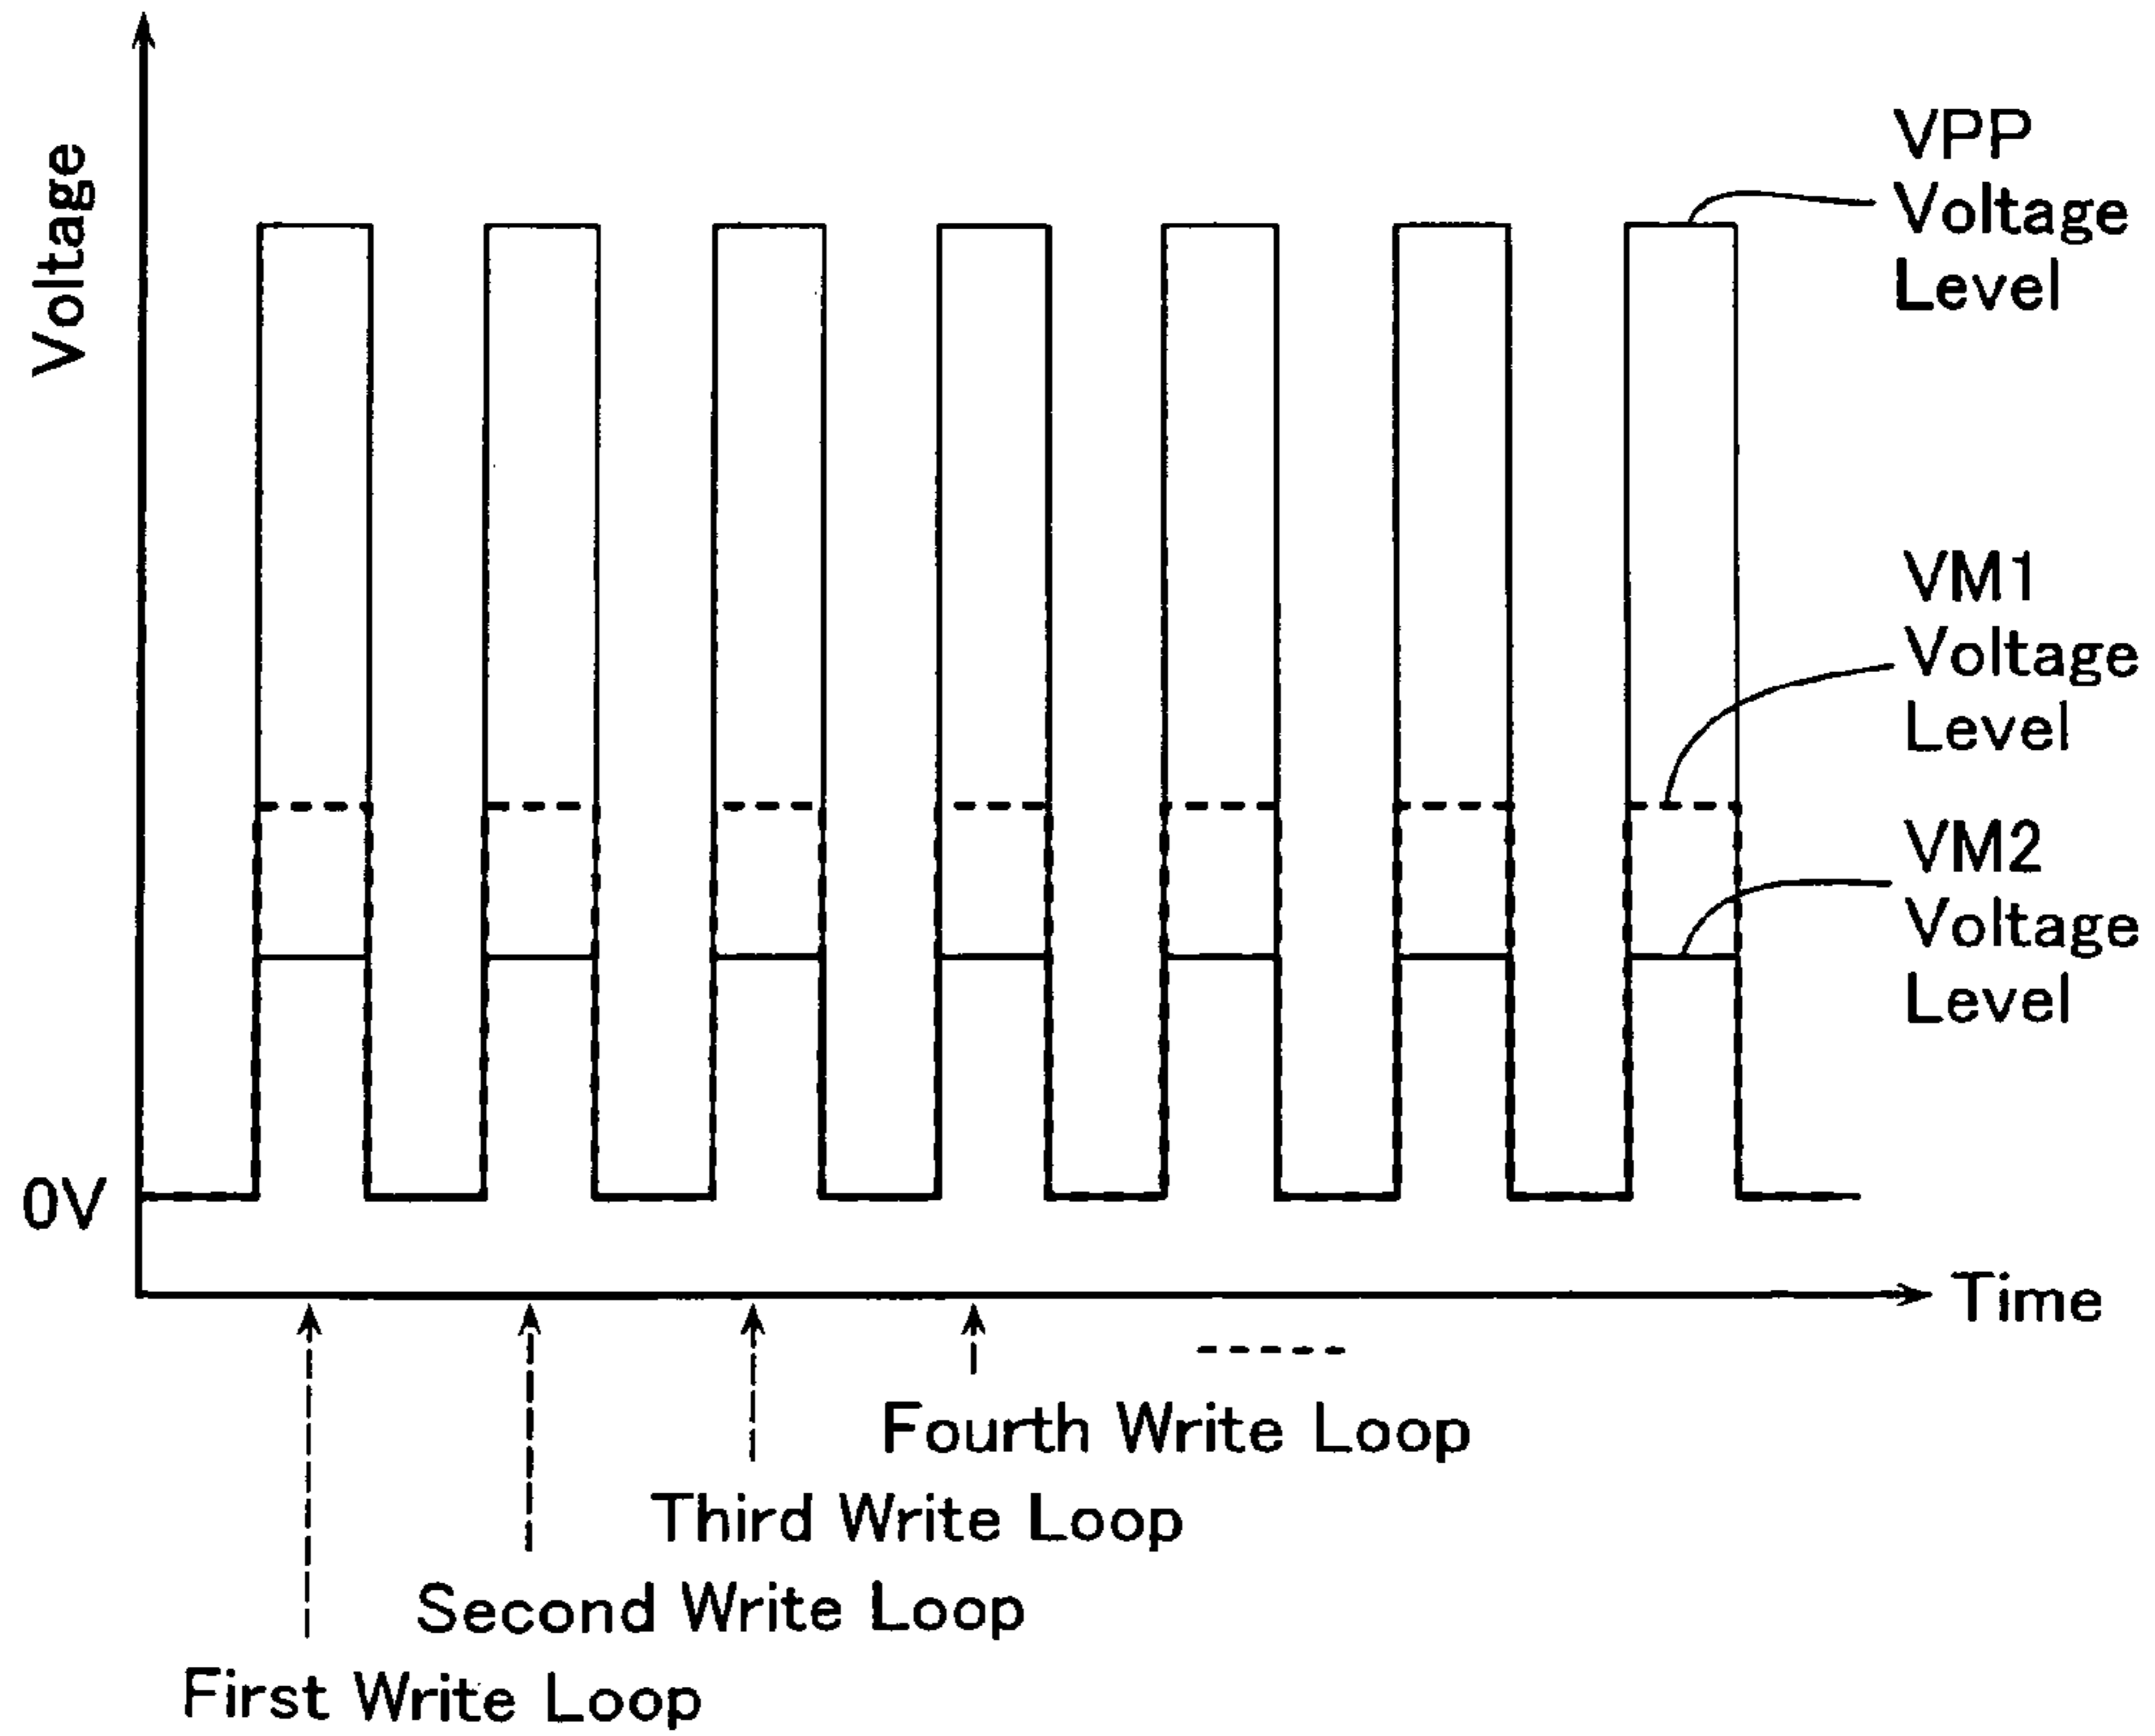 Voltage
VPP
Voltage
Level
VM1
Voltage
Level
VM2
Voltage
Level
0V
Time
Fourth Write Loop
Third Write Loop
Second Write Loop
First Write Loop